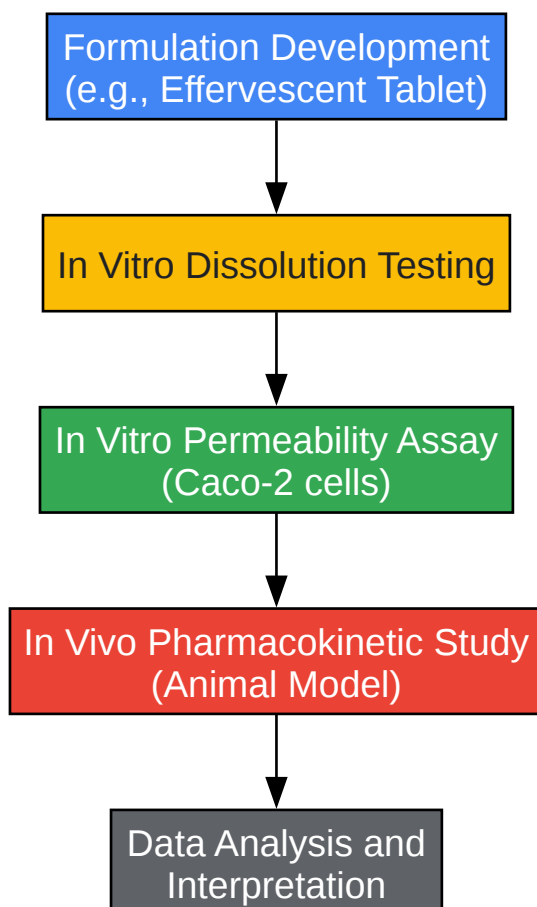 Formulation Development
(e.g., Effervescent Tablet)
In Vitro Dissolution Testing
In Vitro Permeability Assay
(Caco-2 cells)
In Vivo Pharmacokinetic Study
(Animal Model)
Data Analysis and
Interpretation